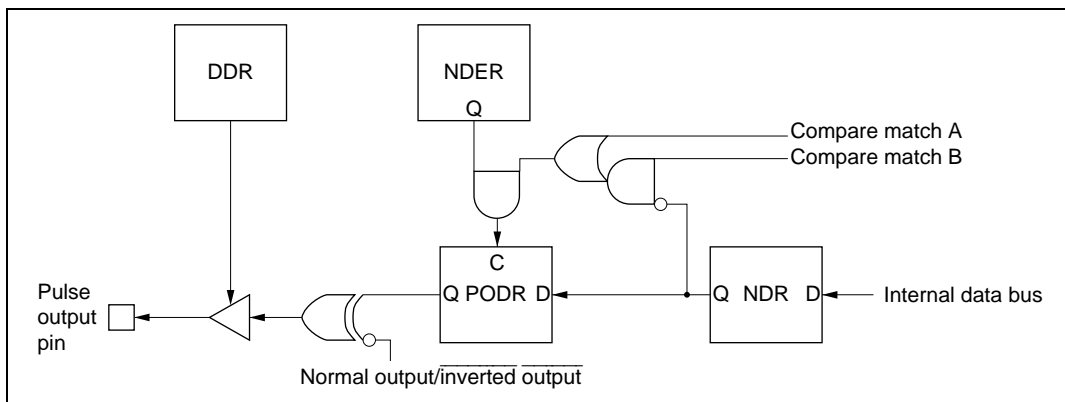 DDR
NDER
Q
Compare match A
Compare match B
C
Q PODR D
Q NDR D
Internal data bus
Pulse
output
pin
Normal output/inverted output